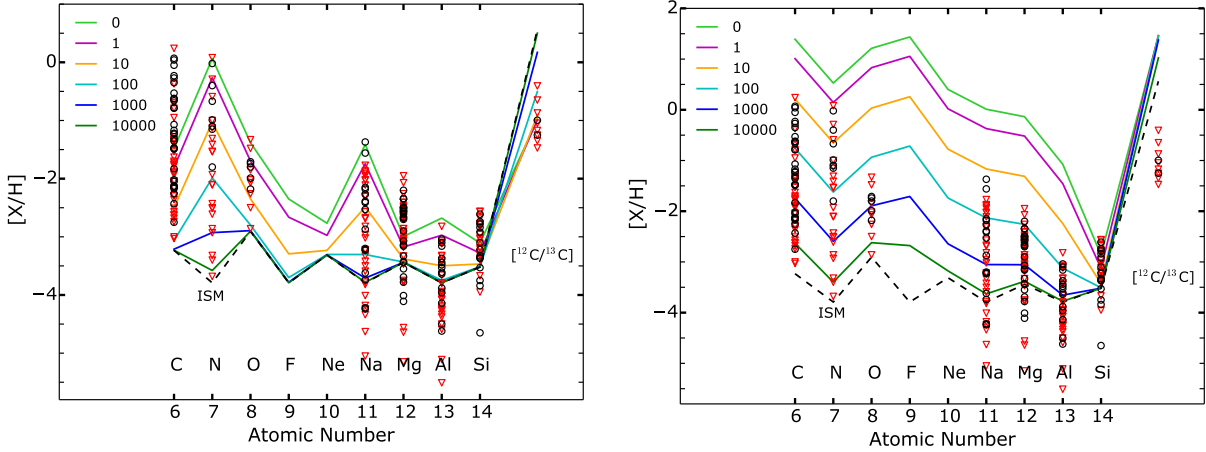 0
1
10
100
1000
10000
0
−2
−4
[X/H]
ISM
[¹²C/¹³C]
C N O F Ne Na Mg Al Si
6 7 8 9 10 11 12 13 14
Atomic Number
0
1
10
100
1000
10000
2
0
−2
−4
[X/H]
ISM
[¹²C/¹³C]
C N O F Ne Na Mg Al Si
6 7 8 9 10 11 12 13 14
Atomic Number